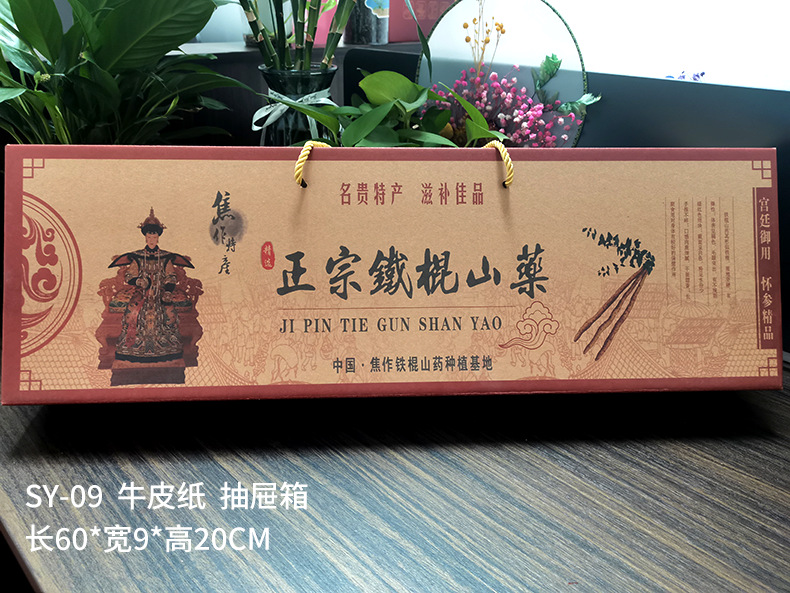 名贵特产 滋补佳品
焦作特产
精选
正宗鐵棍山藥
JI PIN TIE GUN SHAN YAO
中国·焦作铁棍山药种植基地
宫廷御用 怀参精品
SY-09 牛皮纸 抽屉箱
长60*宽9*高20CM